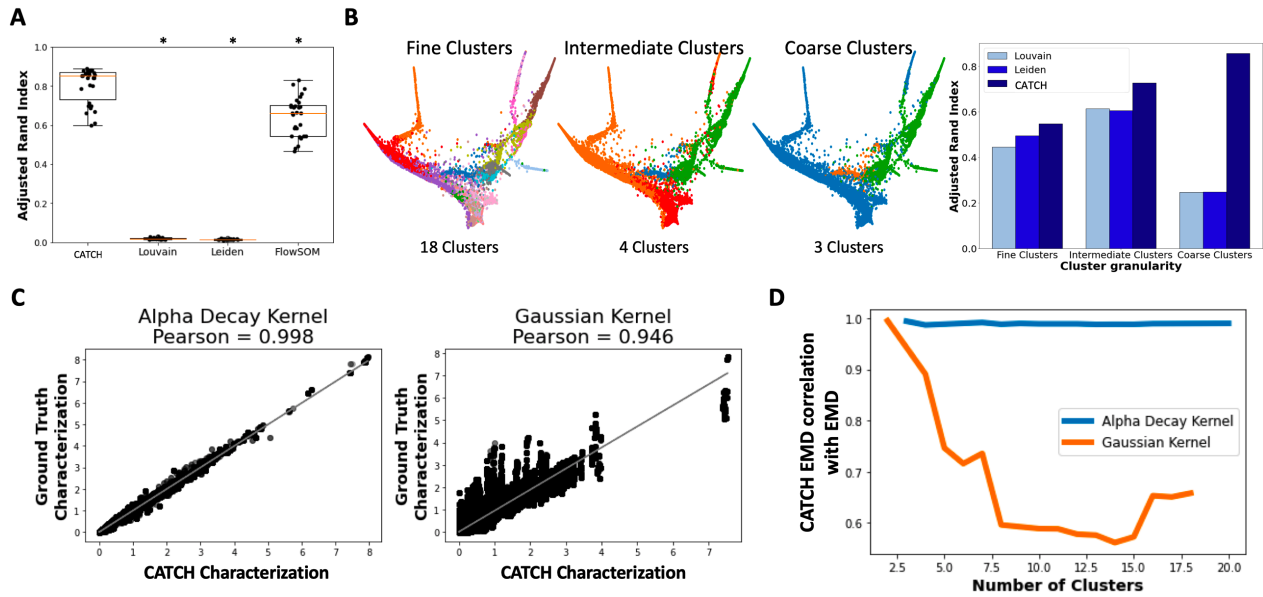 A
*
*
*
Adjusted Rand Index
1.0
0.8
0.6
0.4
0.2
0.0
CATCH
Louvain
Leiden
FlowSOM
B
Fine Clusters
Intermediate Clusters
Coarse Clusters
18 Clusters
4 Clusters
3 Clusters
Adjusted Rand Index
0.8
0.6
0.4
0.2
0.0
Louvain
Leiden
CATCH
Fine Clusters
Intermediate Clusters
Coarse Clusters
Cluster granularity
C
Alpha Decay Kernel
Pearson = 0.998
Ground Truth
Characterization
8
7
6
5
4
3
2
1
0
0 1 2 3 4 5 6 7 8
CATCH Characterization
Gaussian Kernel
Pearson = 0.946
Ground Truth
Characterization
8
7
6
5
4
3
2
1
0
0 1 2 3 4 5 6 7
CATCH Characterization
D
CATCH EMD correlation
with EMD
1.0
0.9
0.8
0.7
0.6
Alpha Decay Kernel
Gaussian Kernel
2.5 5.0 7.5 10.0 12.5 15.0 17.5 20.0
Number of Clusters